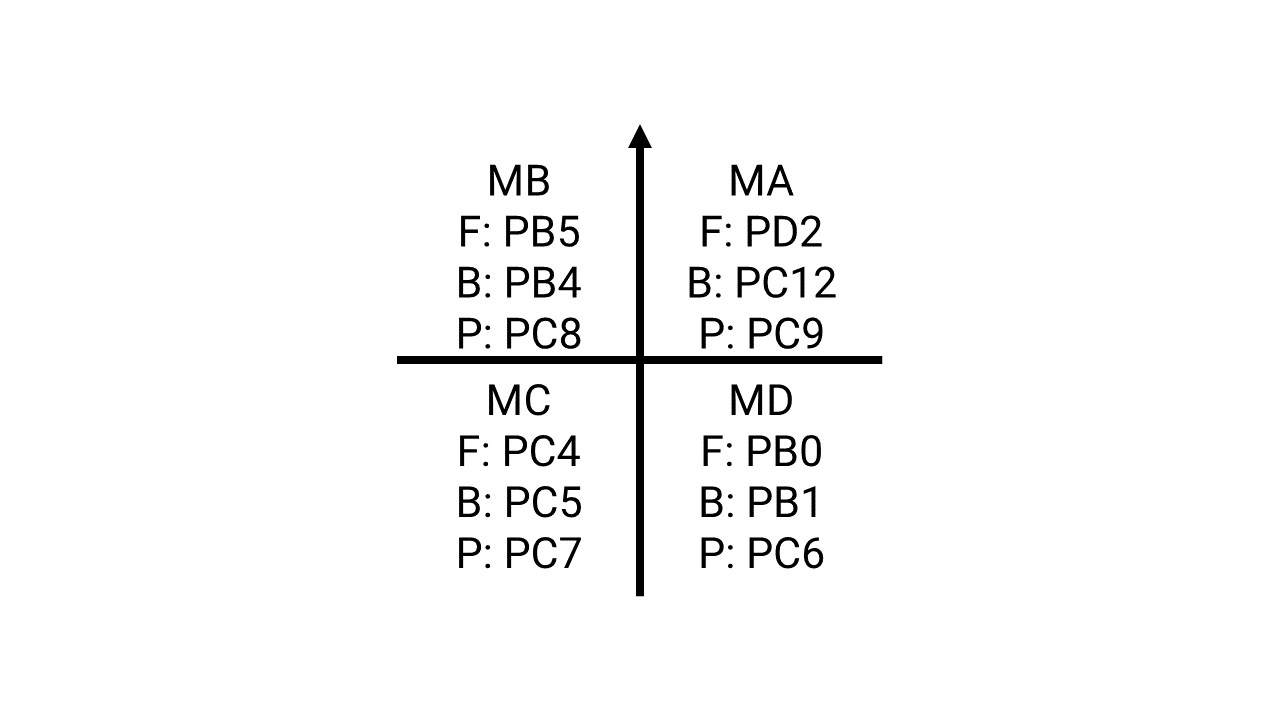 MB
F: PB5
B: PB4
P: PC8
MA
F: PD2
B: PC12
P: PC9
MC
F: PC4
B: PC5
P: PC7
MD
F: PB0
B: PB1
P: PC6